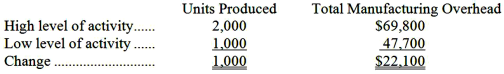 Units Produced Total Manufacturing Overhead
High level of activity...... 2,000 $69,800
Low level of activity ...... 1,000 47,700
Change ............................ 1,000 $22,100